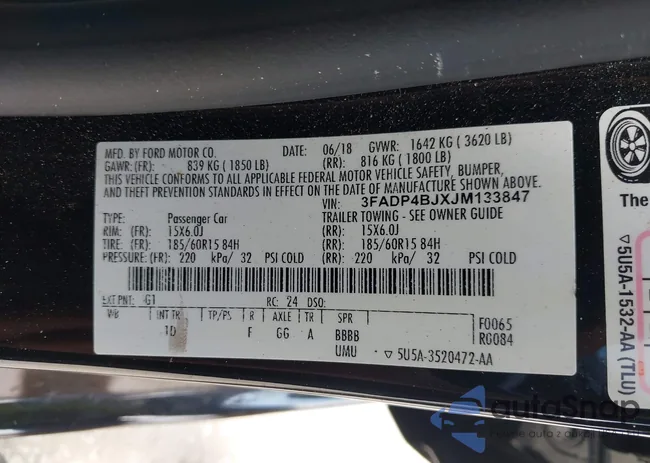 MFD. BY FORD MOTOR CO. DATE: 06/18 GVWR: 1642 KG ( 3620 LB)
GAWR: (FR): 839 KG ( 1850 LB) (RR): 816 KG ( 1800 LB)
THIS VEHICLE CONFORMS TO ALL APPLICABLE FEDERAL MOTOR VEHICLE SAFETY, BUMPER,
AND THEFT PREVENTION STANDARDS IN EFFECT ON THE DATE OF MANUFACTURE SHOWN ABOVE.
VIN: 3FADP4BJXJM133847
TYPE: Passenger Car TRAILER TOWING - SEE OWNER GUIDE
RIM: (FR): 15X6.0J (RR): 15X6.0J
TIRE: (FR): 185/60R15 84H (RR): 185/60R15 84H
PRESSURE: (FR): 220 kPa/ 32 PSI COLD (RR): 220 kPa/ 32 PSI COLD
EXT PNT: G1 RC: 24 DSO:
WB INT TR TP/PS R AXLE TR SPR F0065
1D F GG A BBBB RG084
UMU ▽ 5U5A-3520472-AA
The
▽5U5A-1532-AA (TLU)
autoSnap